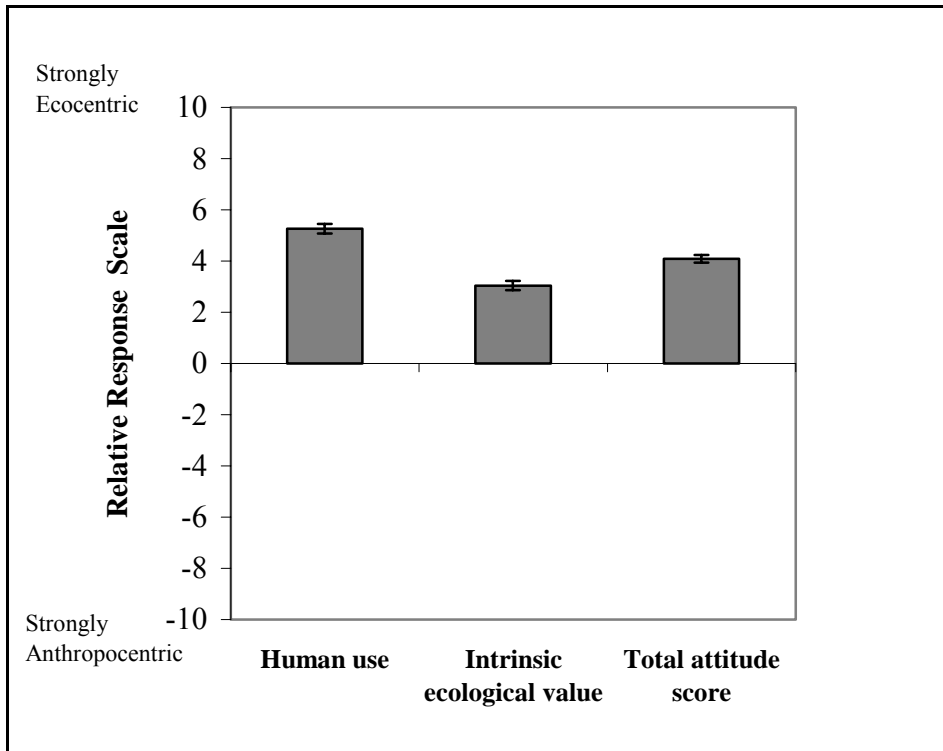 Strongly
Ecocentric
Relative Response Scale
10
8
6
4
2
0
-2
-4
-6
-8
-10
Strongly
Anthropocentric
Human use
Intrinsic
ecological value
Total attitude
score